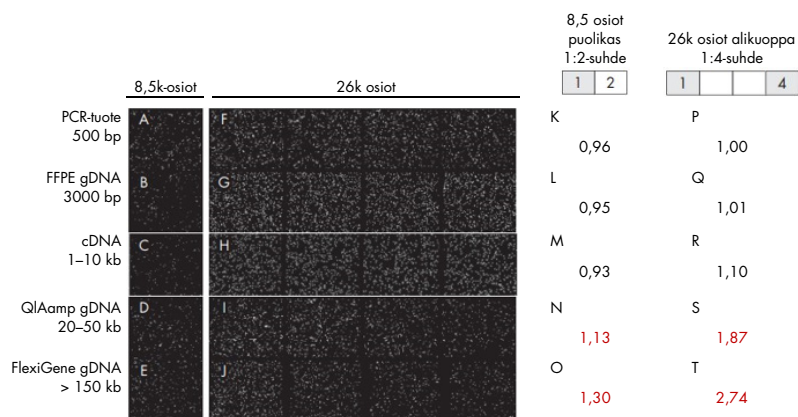 8,5 osiot
puolikas
1:2-suhde
26k osiot alikuoppa
1:4-suhde
1 2
1 4
8,5k-osiot
26k osiot
PCR-tuote
500 bp
A F K P
0,96 1,00
FFPE gDNA
3000 bp
B G L Q
0,95 1,01
cDNA
1–10 kb
C H M R
0,93 1,10
QIAamp gDNA
20–50 kb
D I N S
1,13 1,87
FlexiGene gDNA
> 150 kb
E J O T
1,30 2,74